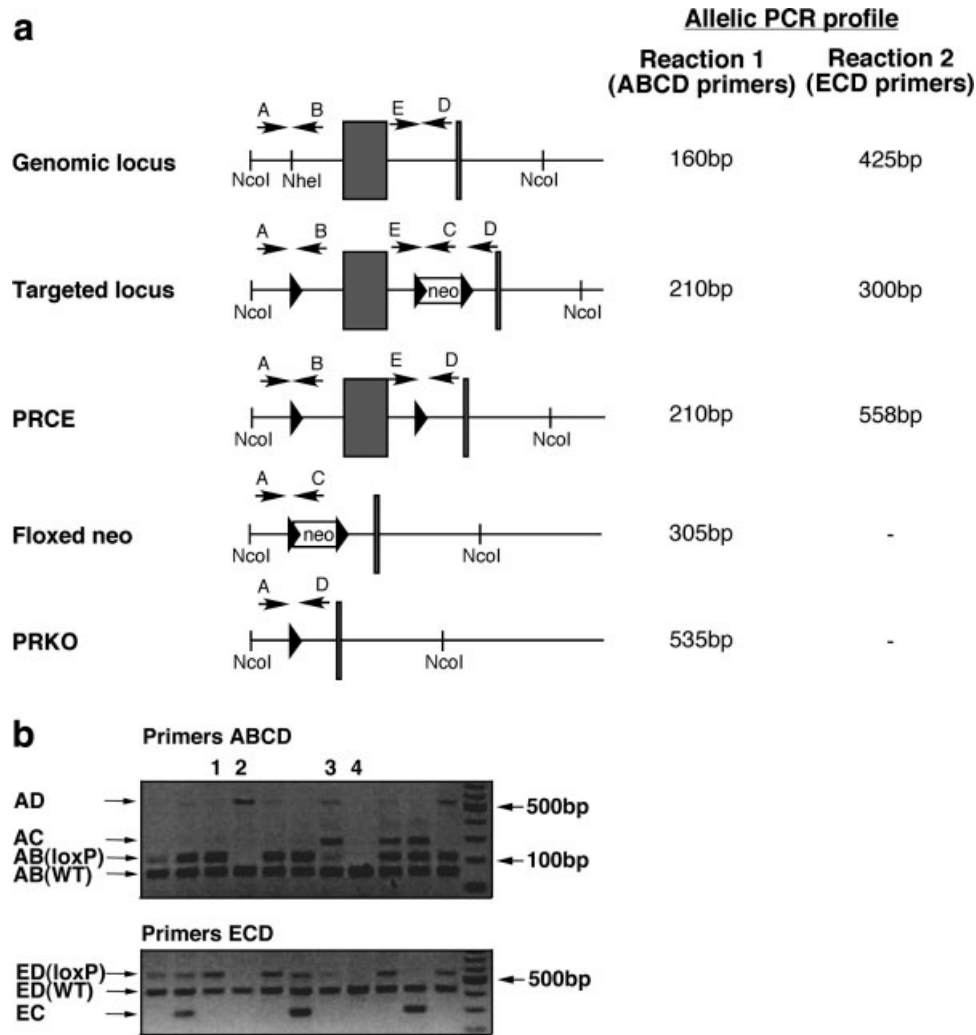 a
Allelic PCR profile
Reaction 1 Reaction 2
(ABCD primers) (ECD primers)
A B E D
Genomic locus 160bp 425bp
NcoI NheI NcoI
A B E C D
Targeted locus neo 210bp 300bp
NcoI NcoI
A B E D
PRCE 210bp 558bp
NcoI NcoI
A C
Floxed neo neo 305bp -
NcoI NcoI
A D
PRKO 535bp -
NcoI NcoI
b
Primers ABCD
1 2 3 4
AD 500bp
AC
AB(loxP) 100bp
AB(WT)
Primers ECD
ED(loxP) 500bp
ED(WT)
EC